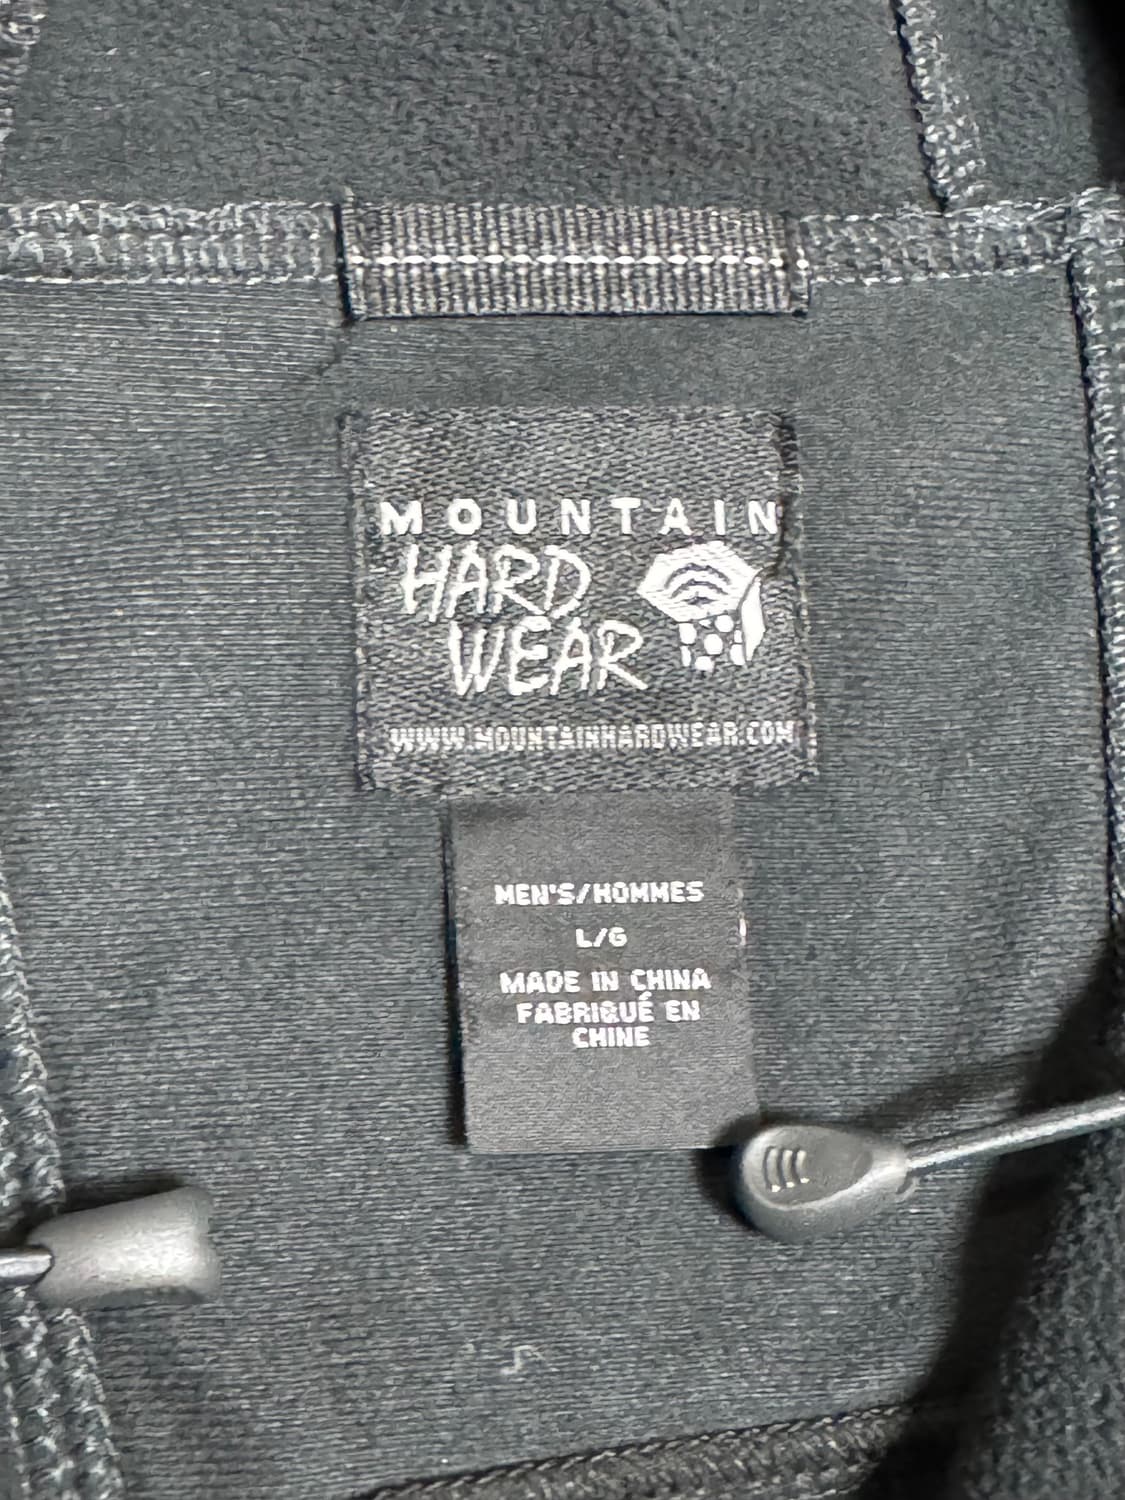 MOUNTAIN
HARD
WEAR
WWW.MOUNTAINHARDWEAR.COM
MEN'S/HOMMES
L/G
MADE IN CHINA
FABRIQUÉ EN
CHINE